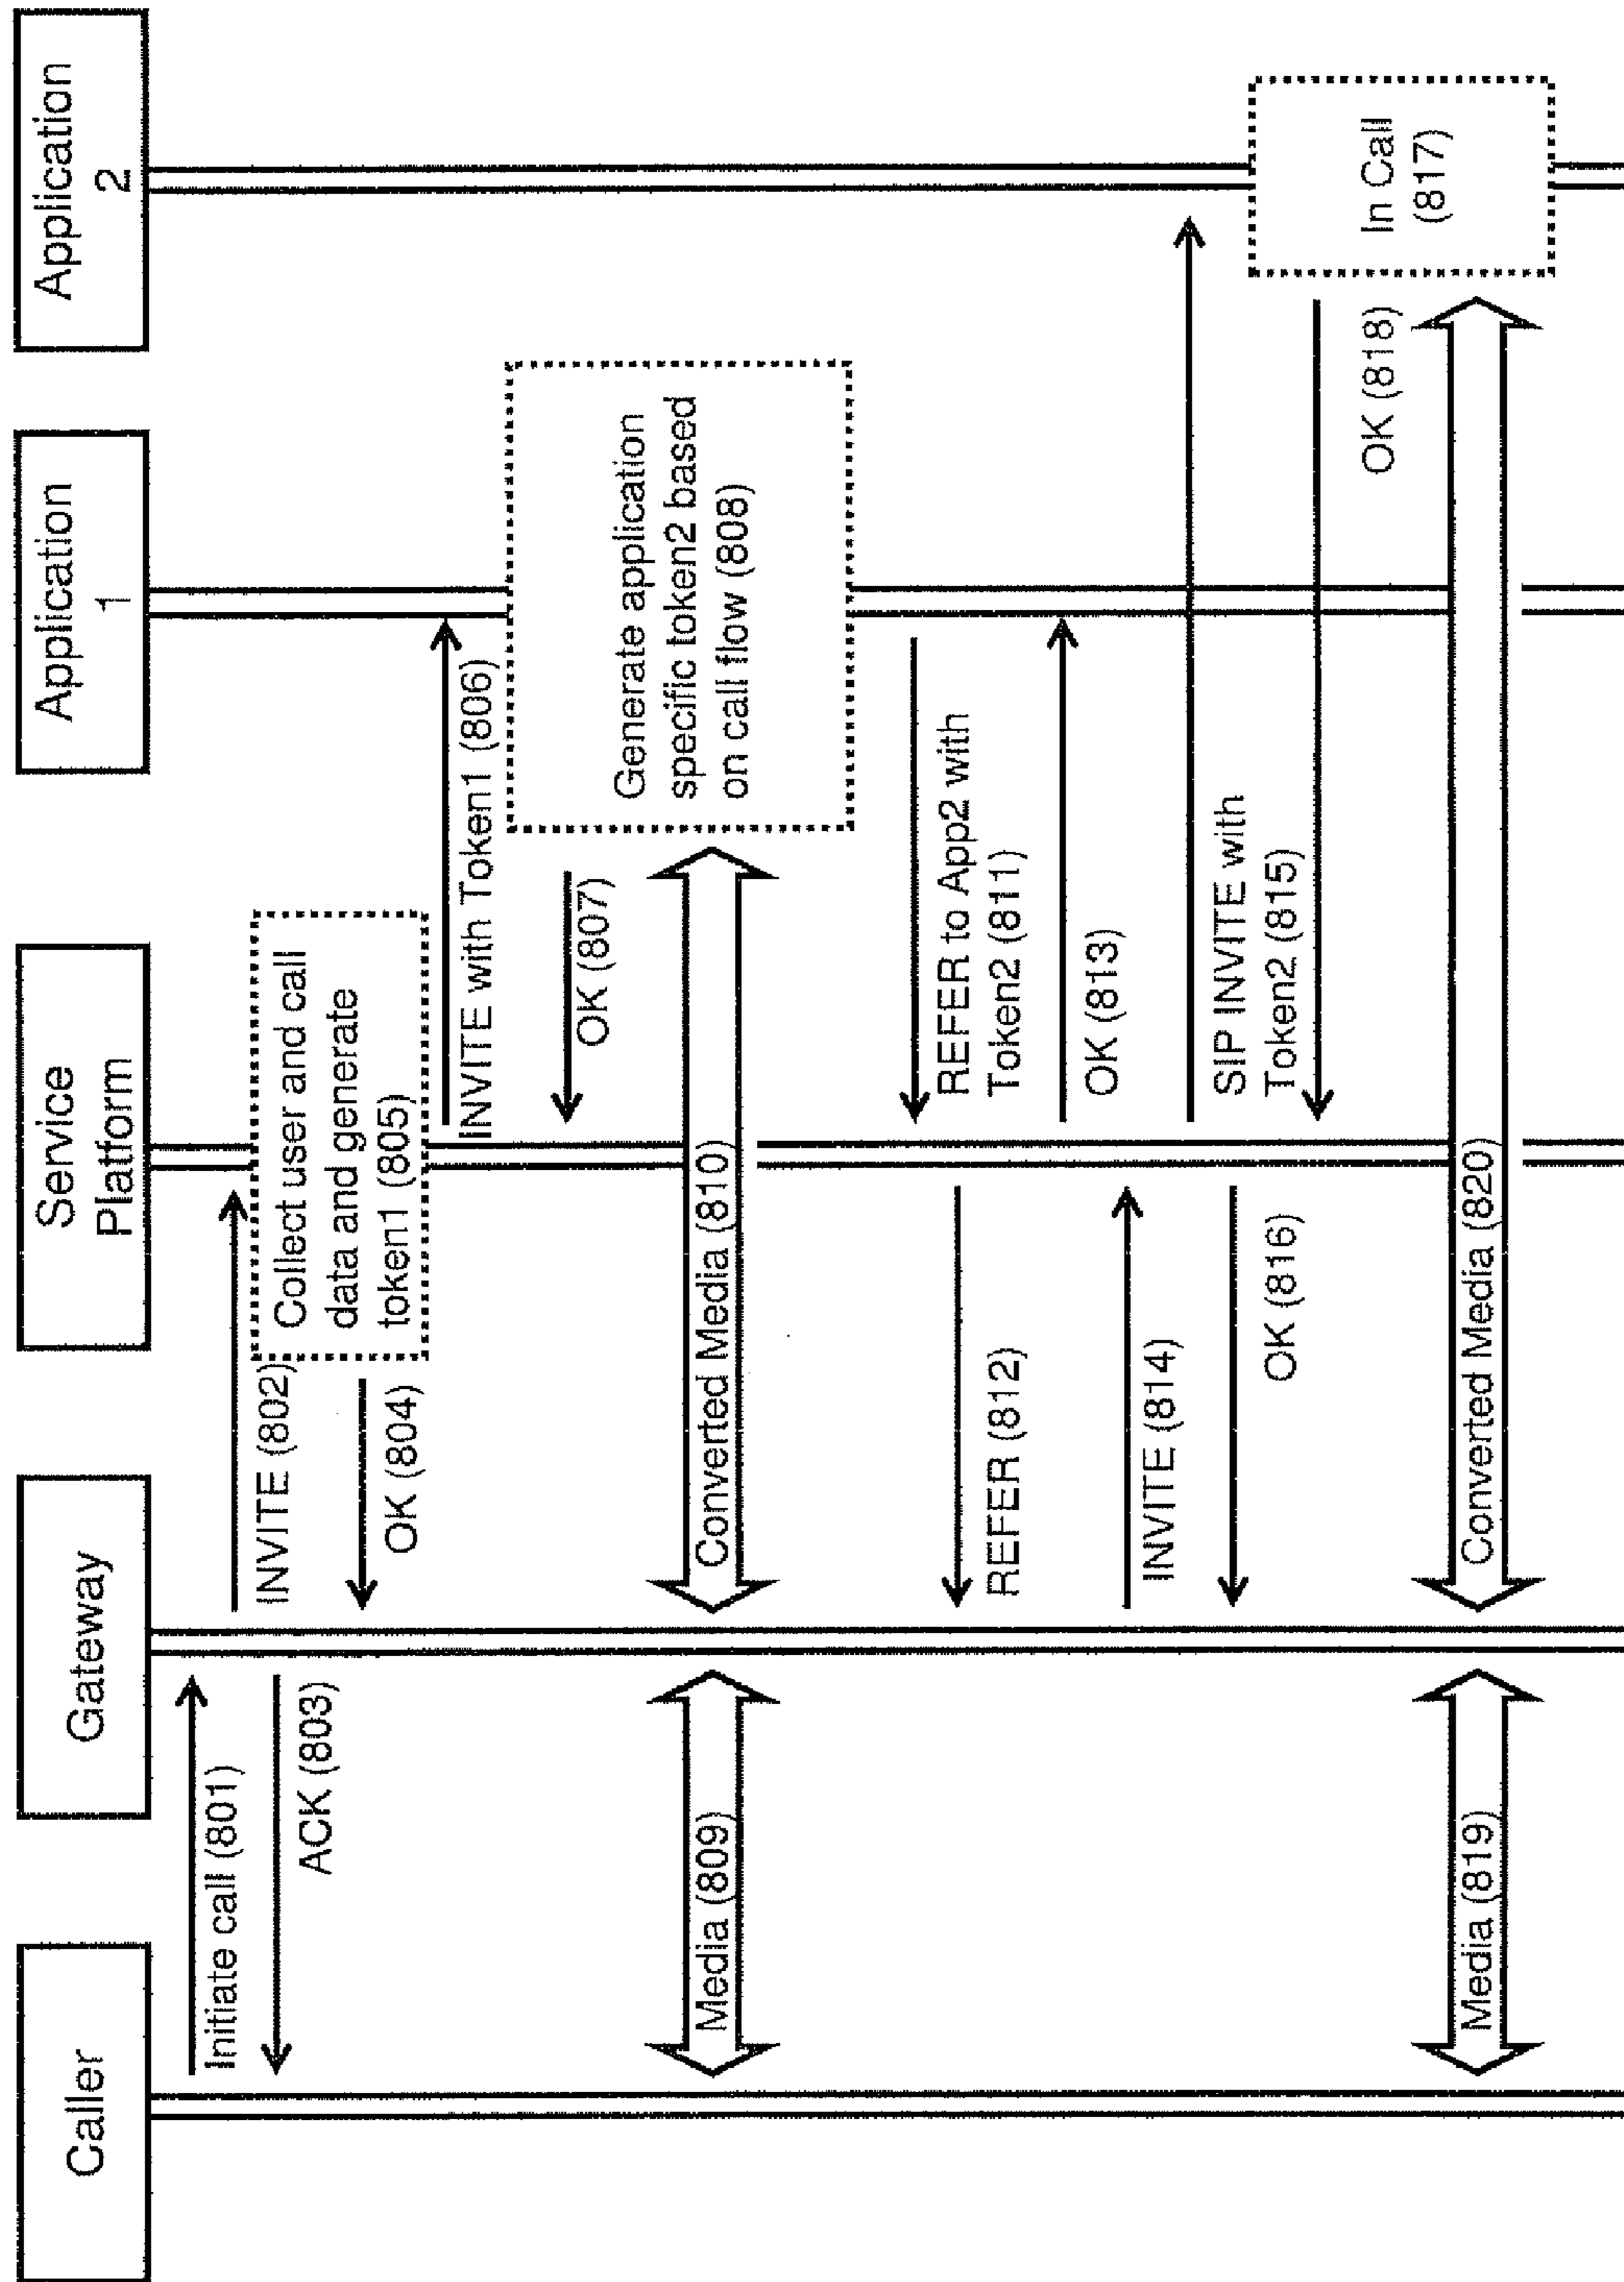 Caller
Gateway
Service
Platform
Application
1
Application
2
Initiate call (801)
INVITE (802)
ACK (803)
Collect user and call
data and generate
token1 (805)
OK (804)
INVITE with Token1 (806)
OK (807)
Generate application
specific token2 based
on call flow (808)
Media (809)
Converted Media (810)
REFER to App2 with
Token2 (811)
REFER (812)
OK (813)
INVITE (814)
SIP INVITE with
Token2 (815)
OK (816)
In Call
(817)
OK (818)
Media (819)
Converted Media (820)